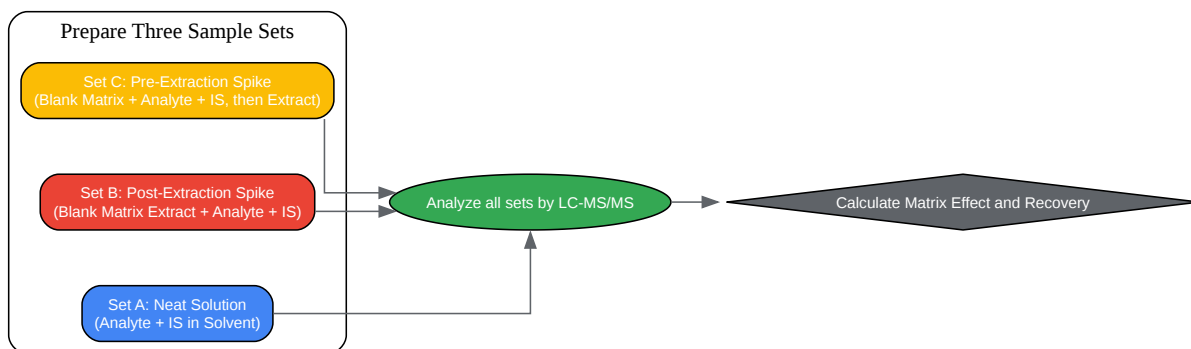 Prepare Three Sample Sets
Set C: Pre-Extraction Spike
(Blank Matrix + Analyte + IS, then Extract)
Set B: Post-Extraction Spike
(Blank Matrix Extract + Analyte + IS)
Analyze all sets by LC-MS/MS
Calculate Matrix Effect and Recovery
Set A: Neat Solution
(Analyte + IS in Solvent)